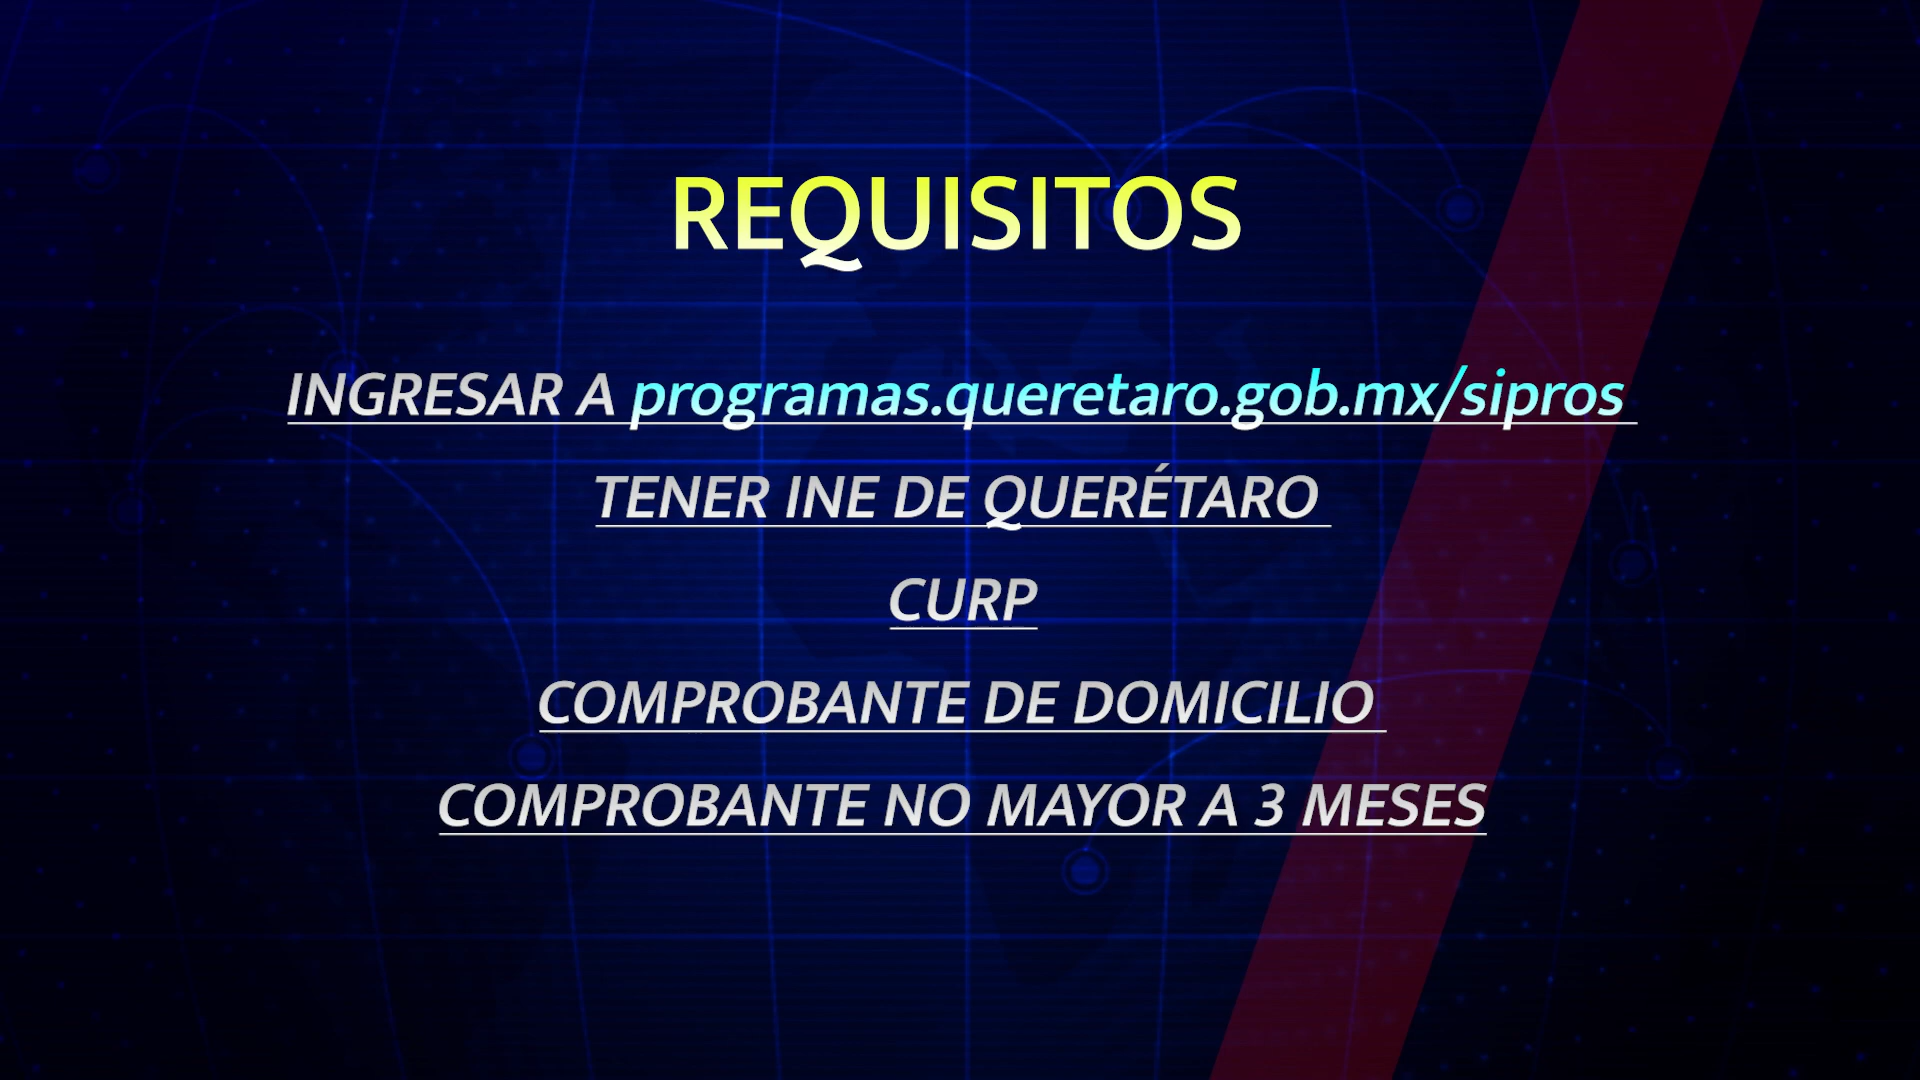 REQUISITOS
INGRESAR A programas.queretaro.gob.mx/sipros
TENER INE DE QUERÉTARO
CURP
COMPROBANTE DE DOMICILIO
COMPROBANTE NO MAYOR A 3 MESES